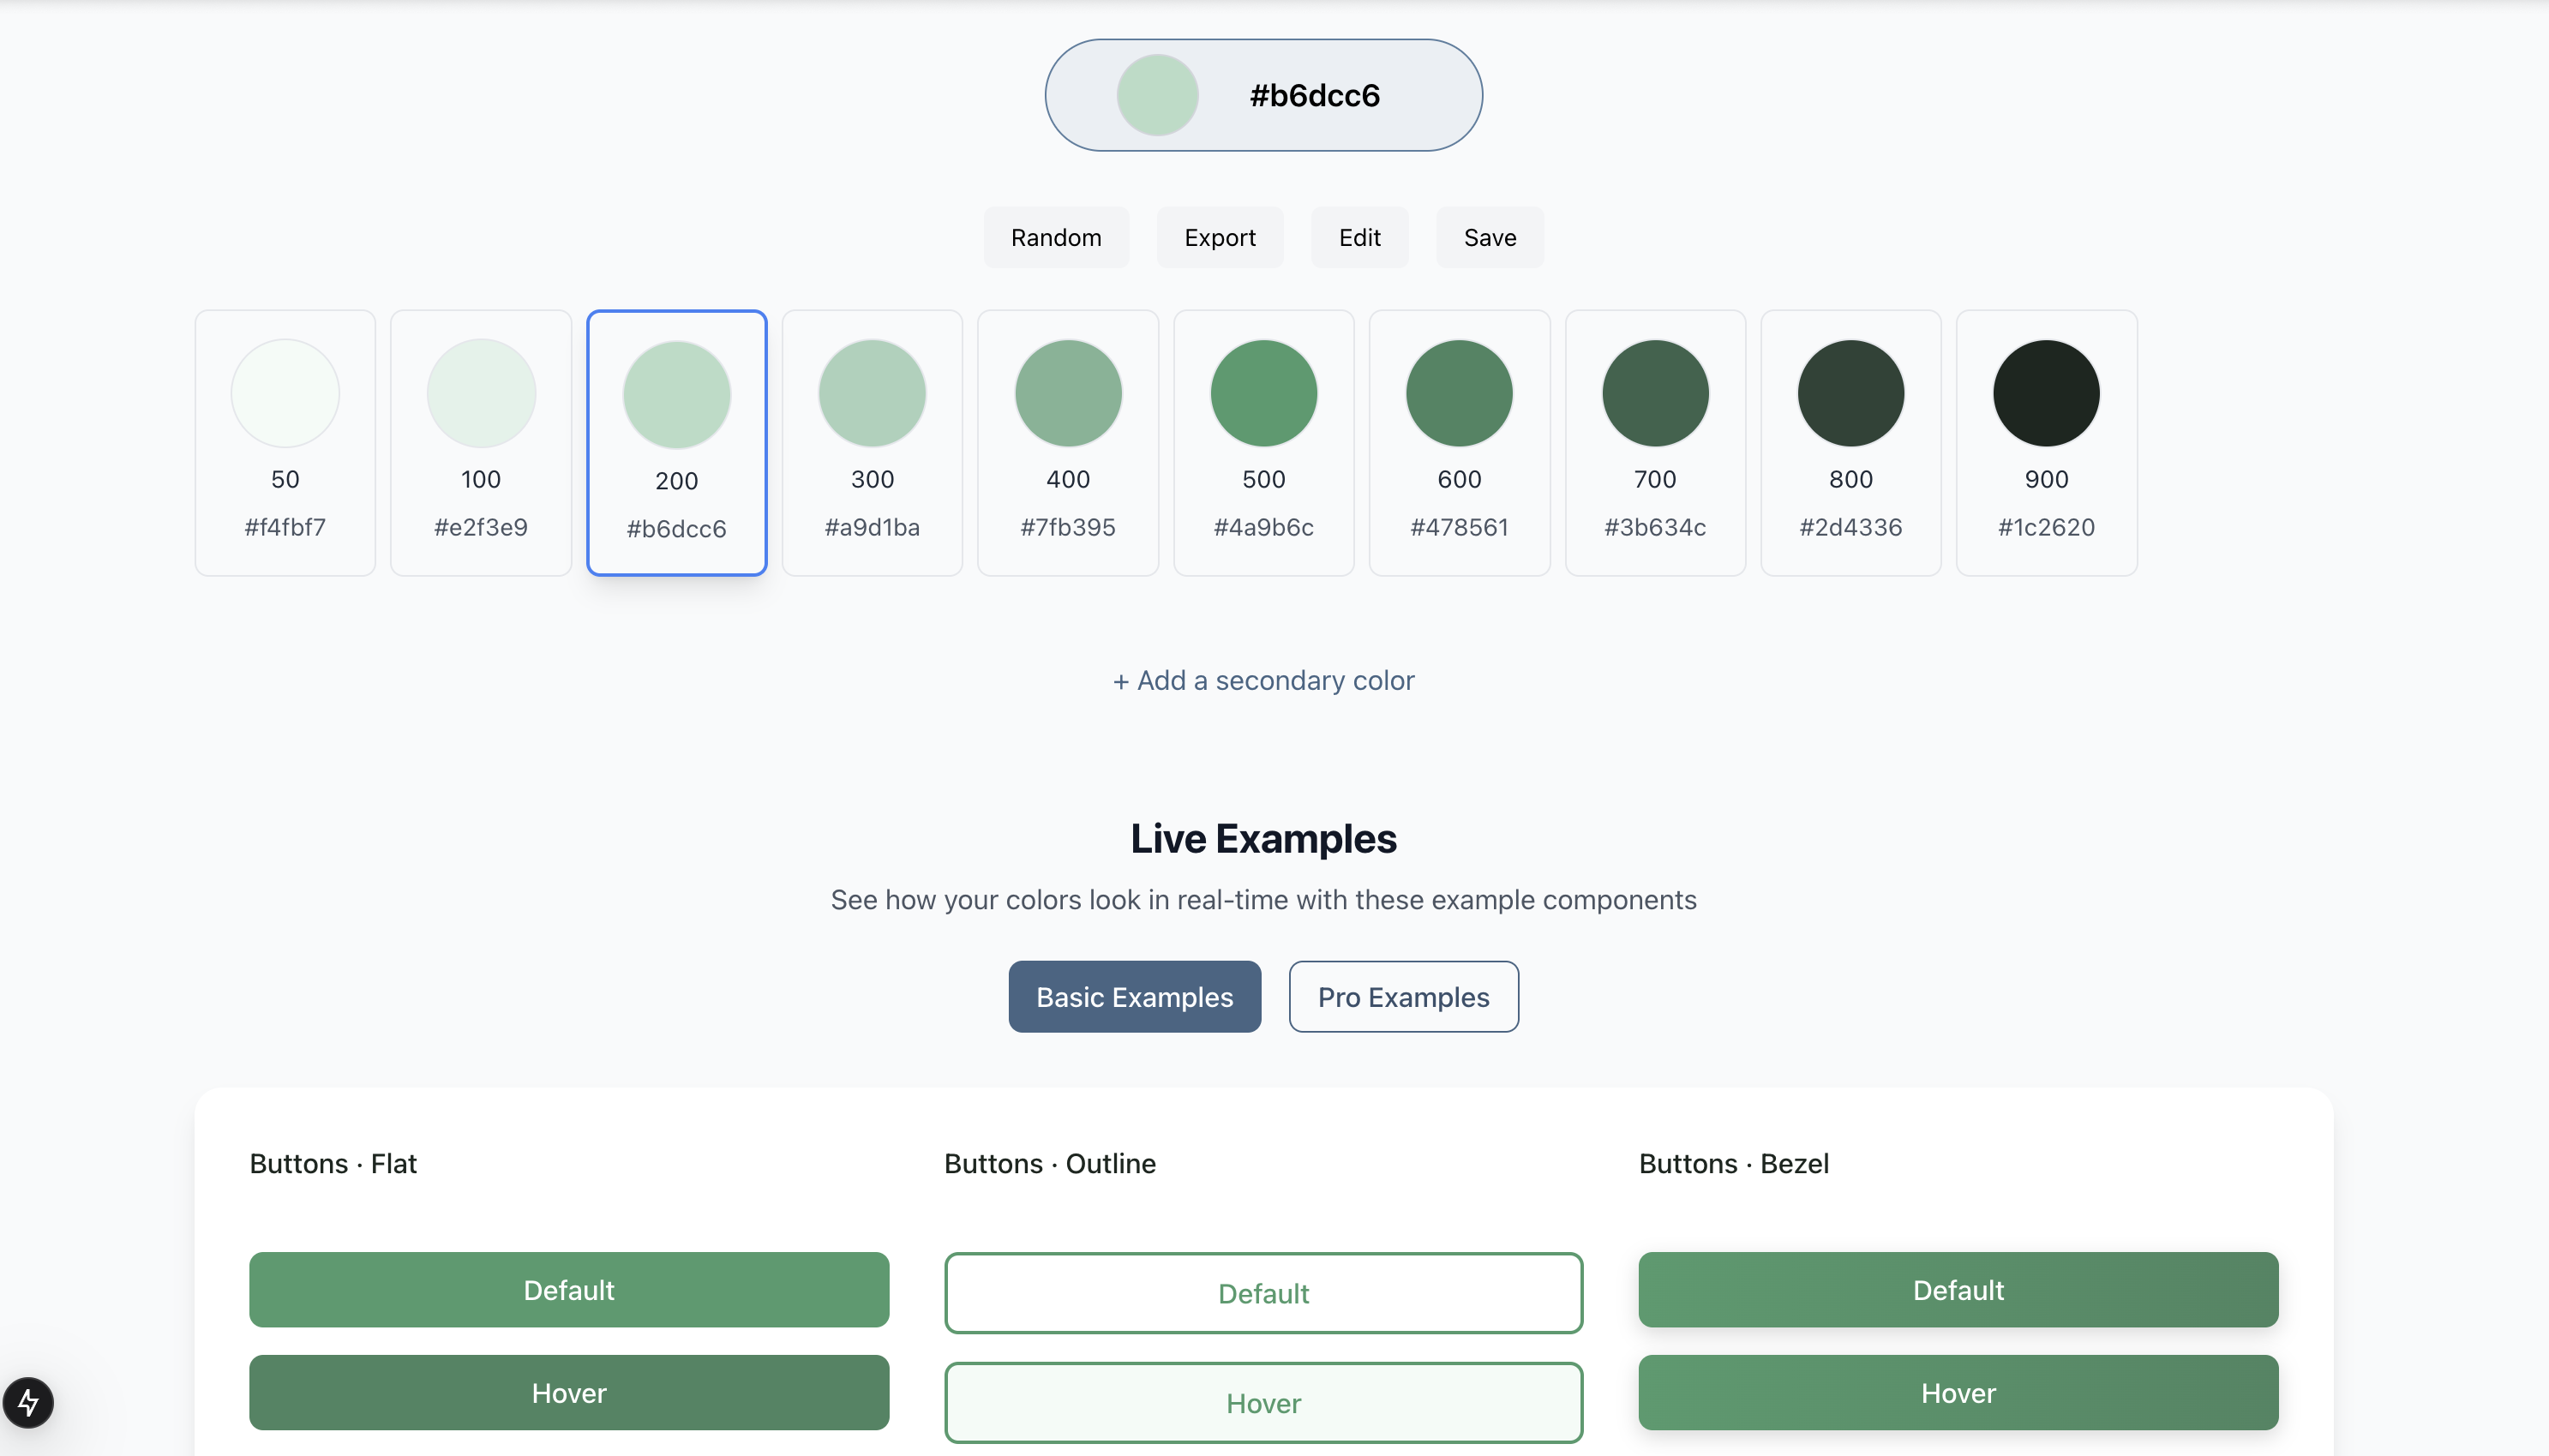 #b6dcc6
Random Export Edit Save
50 100 200 300 400 500 600 700 800 900
#f4fbf7 #e2f3e9 #b6dcc6 #a9d1ba #7fb395 #4a9b6c #478561 #3b634c #2d4336 #1c2620
+ Add a secondary color
Live Examples
See how your colors look in real-time with these example components
Basic Examples Pro Examples
Buttons · Flat Buttons · Outline Buttons · Bezel
Default Default Default
Hover Hover Hover